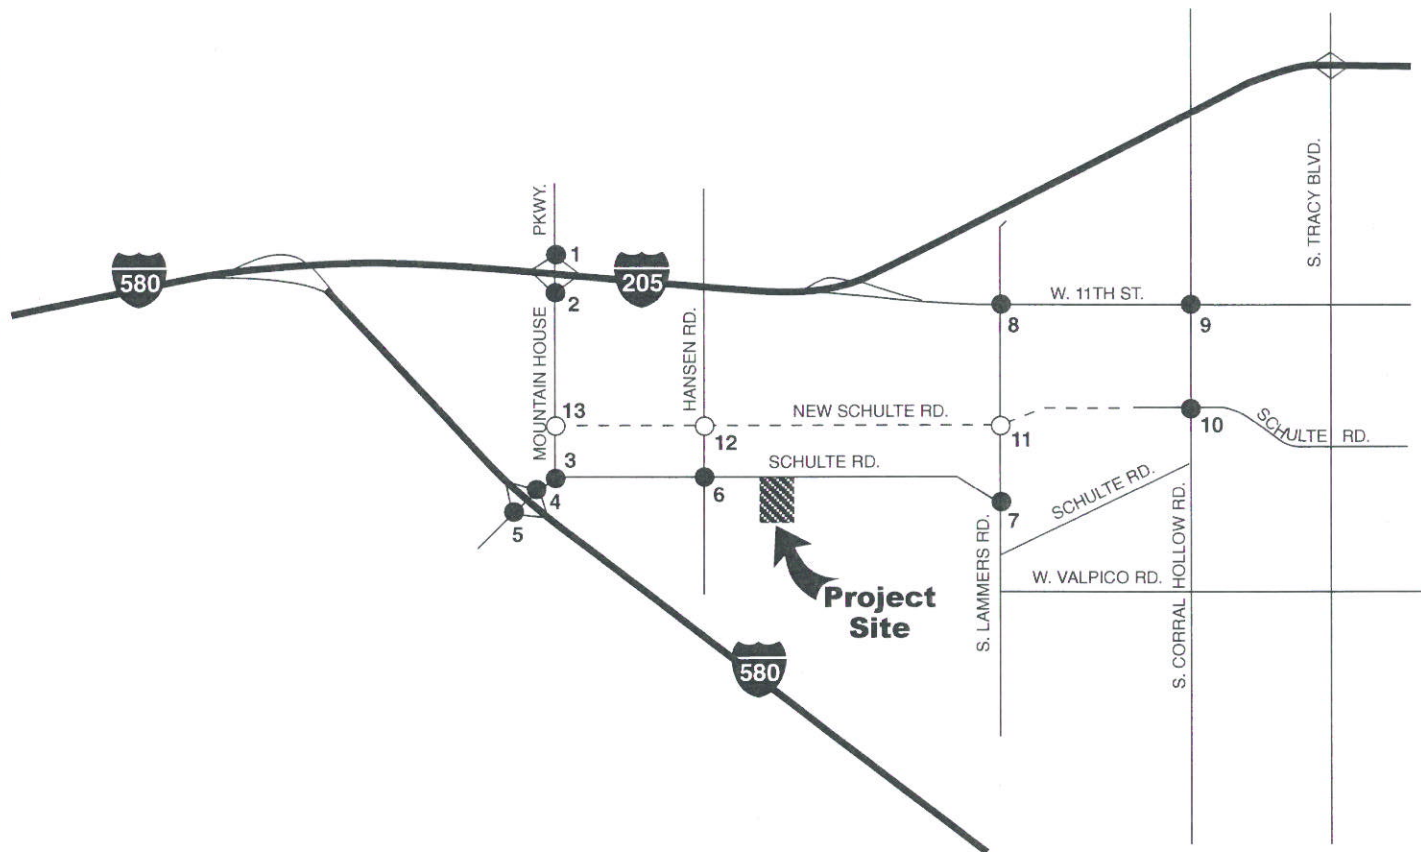 S. TRACY BLVD.
PKWY.
1
580
205
2
W. 11TH ST.
8
9
MOUNTAIN HOUSE
HANSEN RD.
13
NEW SCHULTE RD.
12
11
10
SCHULTE RD.
3
SCHULTE RD.
4
6
5
7
SCHULTE RD.
S. LAMMERS RD.
W. VALPICO RD.
S. CORRAL HOLLOW RD.
Project
Site
580